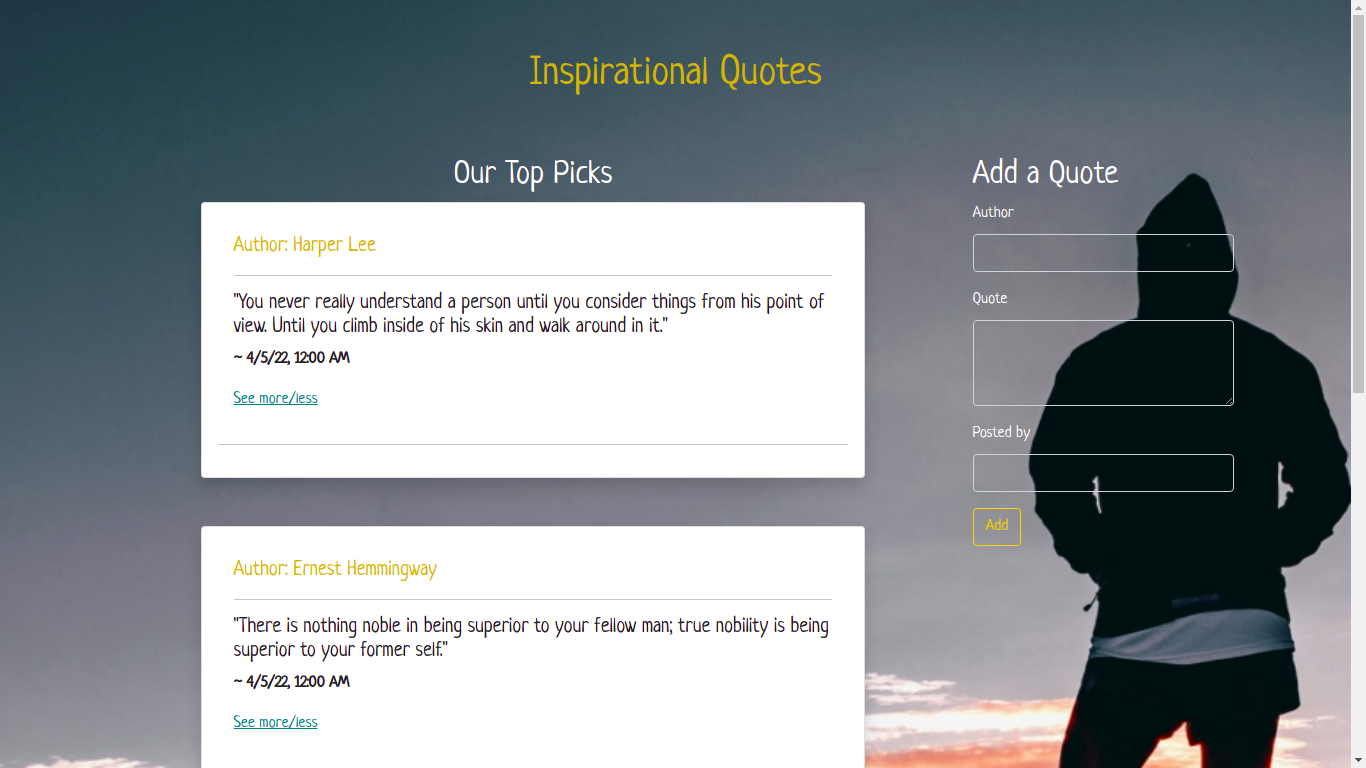 Inspirational Quotes
Our Top Picks
Author: Harper Lee
"You never really understand a person until you consider things from his point of
view. Until you climb inside of his skin and walk around in it."
~ 4/5/22, 12:00 AM
See more/less
Author: Ernest Hemmingway
"There is nothing noble in being superior to your fellow man; true nobility is being
superior to your former self."
~ 4/5/22, 12:00 AM
See more/less
Add a Quote
Author
Quote
Posted by
Add